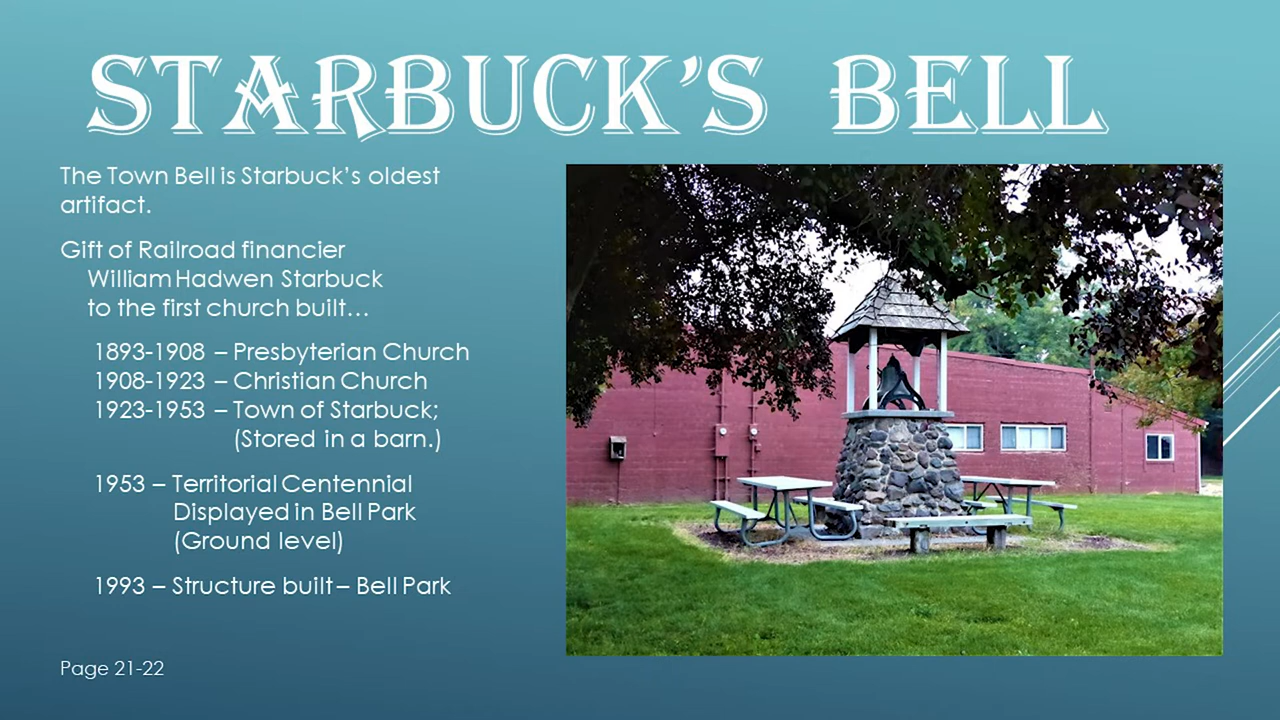 STARBUCK'S BELL
The Town Bell is Starbuck's oldest
artifact.
Gift of Railroad financier
William Hadwen Starbuck
to the first church built…
1893-1908 – Presbyterian Church
1908-1923 – Christian Church
1923-1953 – Town of Starbuck;
(Stored in a barn.)
1953 – Territorial Centennial
Displayed in Bell Park
(Ground level)
1993 – Structure built – Bell Park
Page 21-22